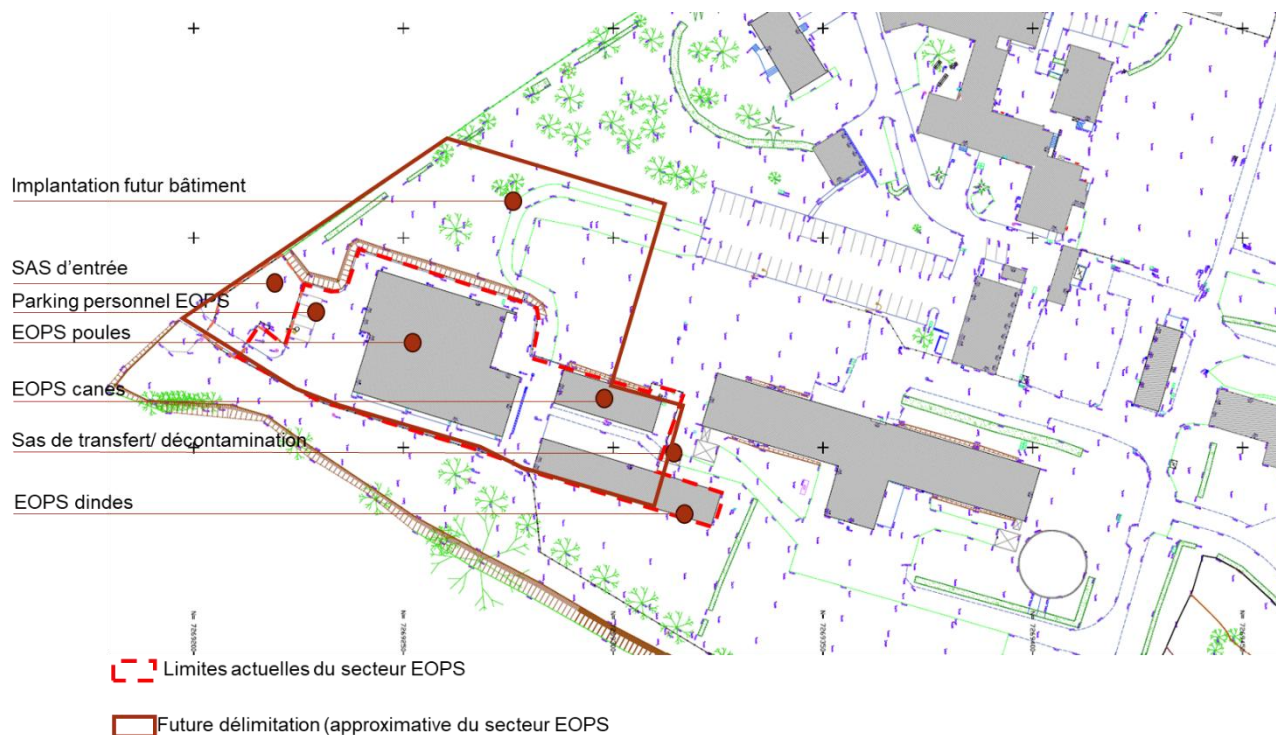 Implantation futur bâtiment
SAS d'entrée
Parking personnel EOPS
EOPS poules
EOPS canes
Sas de transfert/ décontamination
EOPS dindes
Limites actuelles du secteur EOPS
Future délimitation (approximative du secteur EOPS